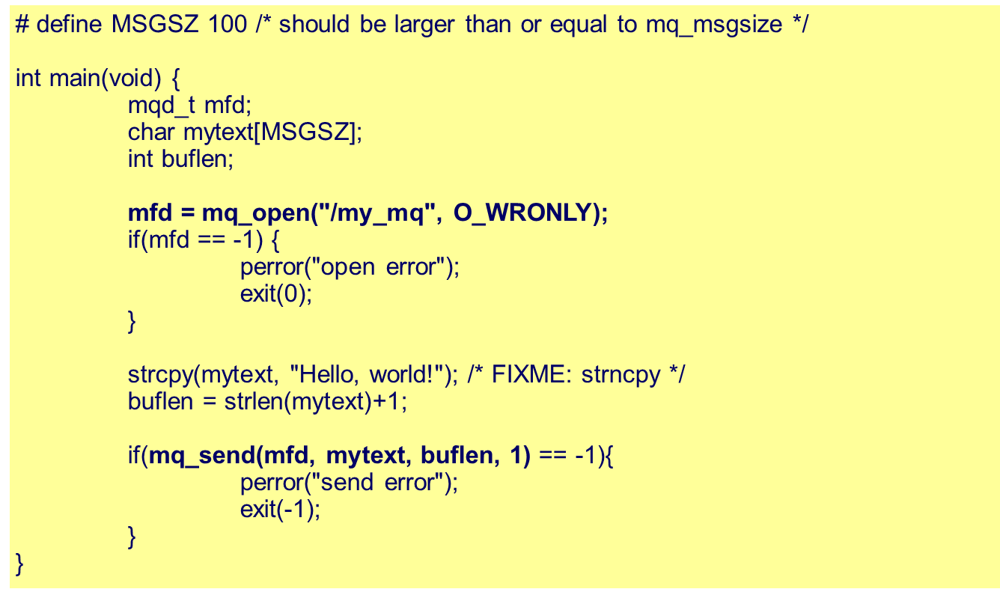 # define MSGSZ 100 /* should be larger than or equal to mq_msgsize */
int main(void) {
mqd_t mfd;
char mytext[MSGSZ];
int buflen;
mfd = mq_open("/my_mq", O_WRONLY);
if(mfd == -1) {
perror("open error");
exit(0);
}
strcpy(mytext, "Hello, world!"); /* FIXME: strncpy */
buflen = strlen(mytext)+1;
if(mq_send(mfd, mytext, buflen, 1) == -1){
perror("send error");
exit(-1);
}
}